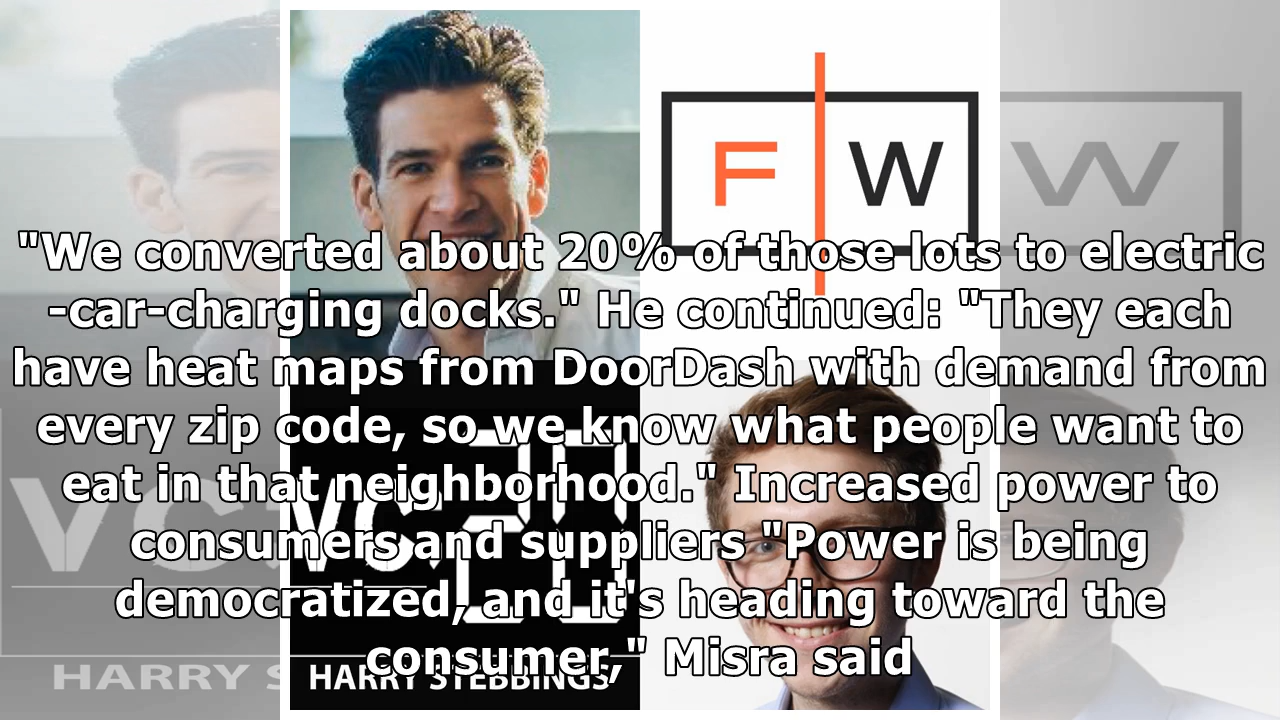 F W
W
"We converted about 20% of those lots to electric
-car-charging docks." He continued: "They each
have heat maps from DoorDash with demand from
every zip code, so we know what people want to
eat in that neighborhood." Increased power to
consumers and suppliers "Power is being
democratized, and it's heading toward the
consumer," Misra said
VC
VC 20
HARRY S
HARRY STEBBINGS